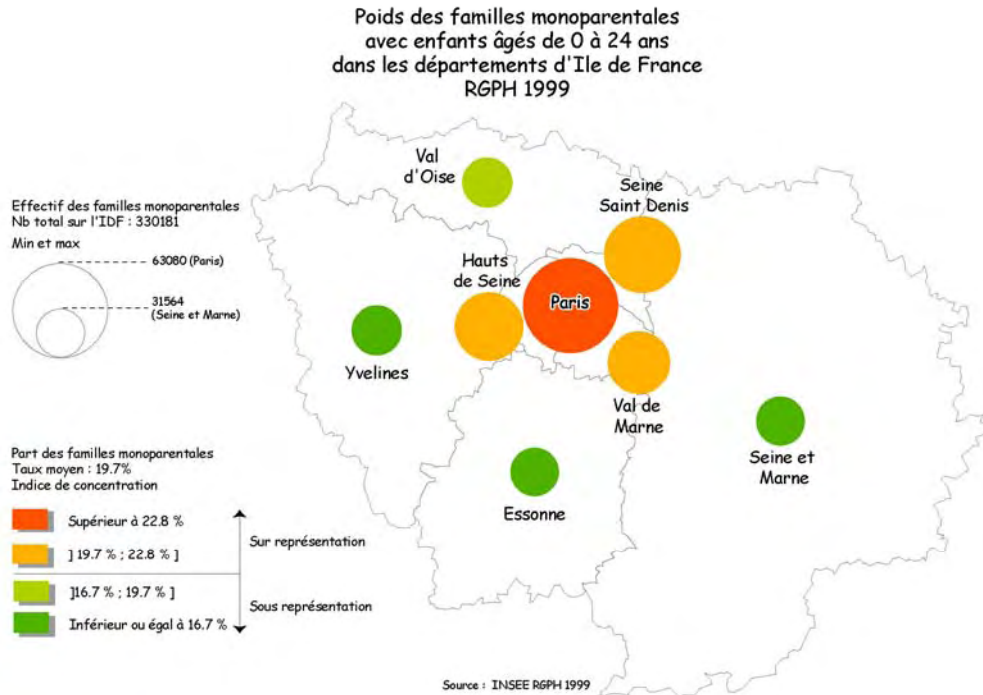 Poids des familles monoparentales
avec enfants âgés de 0 à 24 ans
dans les départements d'Ile de France
RGPH 1999
Val
d'Oise
Seine
Saint Denis
Effectif des familles monoparentales
Nb total sur l'IDF : 330181
Min et max
63080 (Paris)
31564
(Seine et Marne)
Hauts
de Seine
Paris
Yvelines
Val de
Marne
Seine et
Marne
Essonne
Part des familles monoparentales
Taux moyen : 19.7%
Indice de concentration
Supérieur à 22.8 %
] 19.7 % ; 22.8 % ]
Sur représentation
]16.7 % ; 19.7 % ]
Sous représentation
Inférieur ou égal à 16.7 %
Source : INSEE RGPH 1999